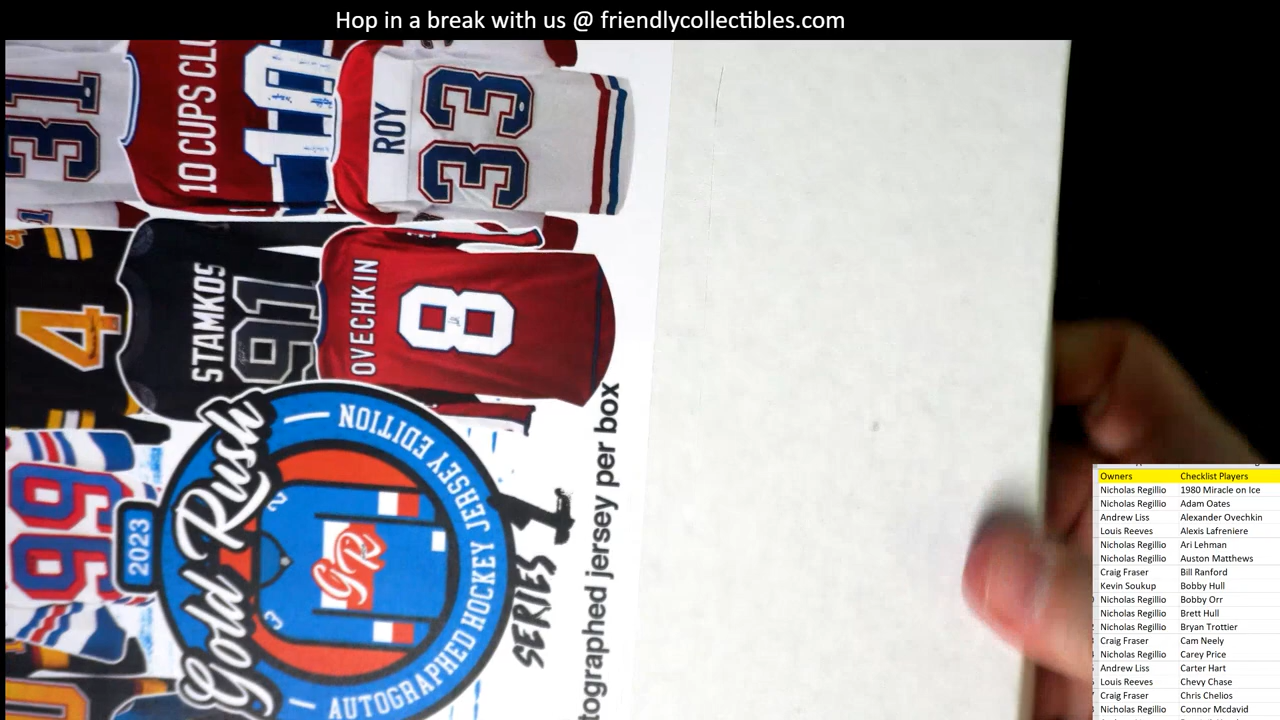 Hop in a break with us @ friendlycollectibles.com
31
10 CUPS
10
ROY
33
4
STAMKOS
91
OVECHKIN
8
99
2023
Gold Rush
AUTOGRAPHED HOCKEY JERSEY EDITION
GR
2
3
SERIES 1
tographed jersey per box
Owners Checklist Players
Nicholas Regillio 1980 Miracle on Ice
Nicholas Regillio Adam Oates
Andrew Liss Alexander Ovechkin
Louis Reeves Alexis Lafreniere
Nicholas Regillio Ari Lehman
Nicholas Regillio Auston Matthews
Craig Fraser Bill Ranford
Kevin Soukup Bobby Hull
Nicholas Regillio Bobby Orr
Nicholas Regillio Brett Hull
Nicholas Regillio Bryan Trottier
Craig Fraser Cam Neely
Nicholas Regillio Carey Price
Andrew Liss Carter Hart
Louis Reeves Chevy Chase
Craig Fraser Chris Chelios
Nicholas Regillio Connor Mcdavid